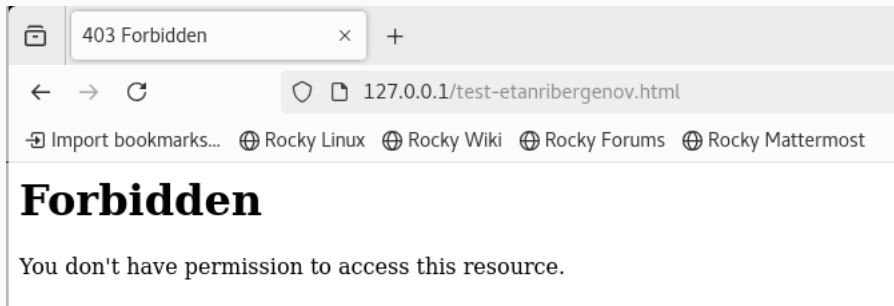 403 Forbidden
127.0.0.1/test-etanribergenov.html
Import bookmarks... Rocky Linux Rocky Wiki Rocky Forums Rocky Mattermost
Forbidden
You don't have permission to access this resource.